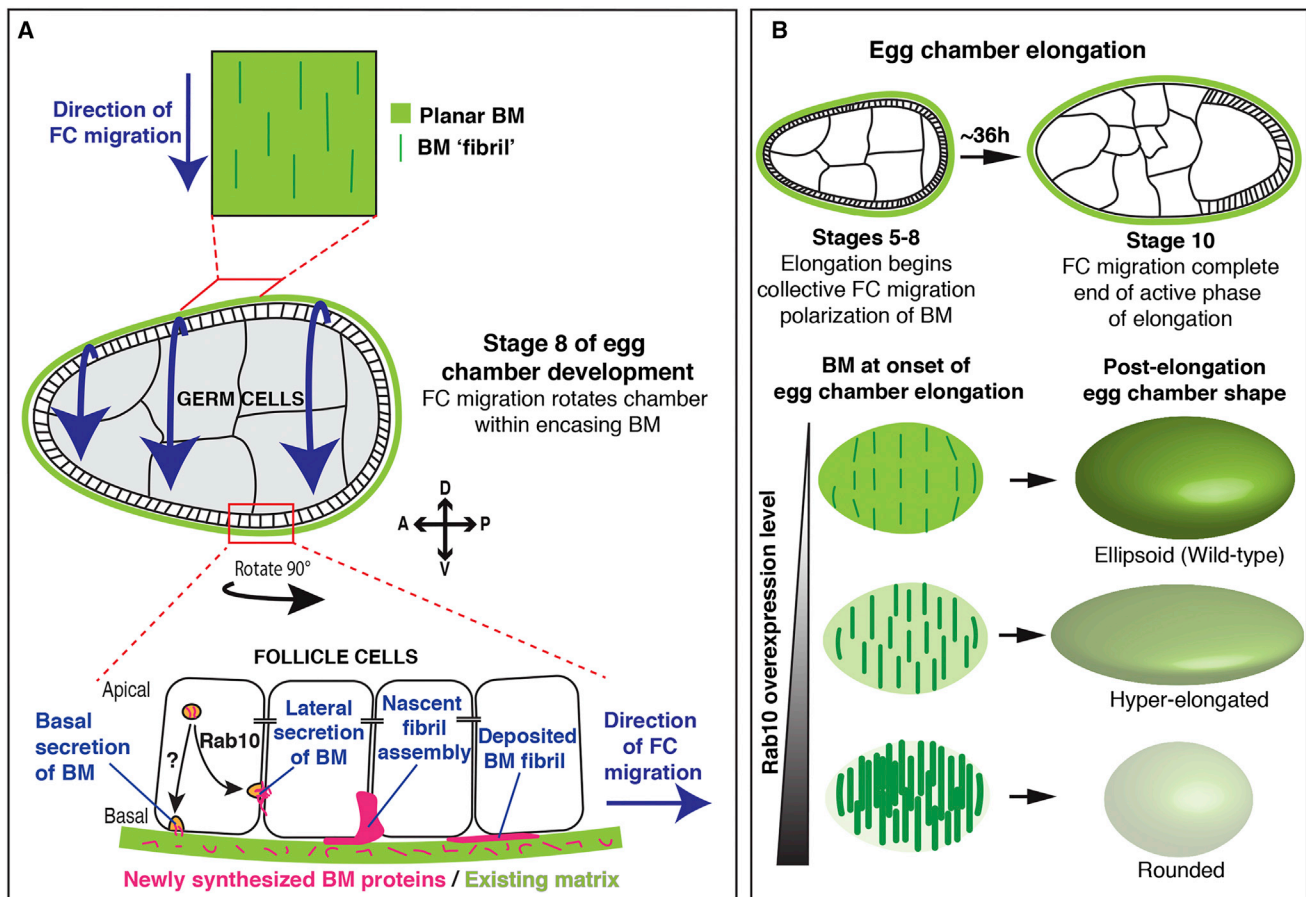 A
Direction of
FC migration
Planar BM
BM ‘fibril’
GERM CELLS
Stage 8 of egg
chamber development
FC migration rotates chamber
within encasing BM
D
A
P
V
Rotate 90°
FOLLICLE CELLS
Apical
Basal
secretion
of BM
?
Rab10
Lateral
secretion
of BM
Nascent
fibril
assembly
Deposited
BM fibril
Direction
of FC
migration
Basal
Newly synthesized BM proteins / Existing matrix
B
Egg chamber elongation
~36h
Stages 5-8
Elongation begins
collective FC migration
polarization of BM
Stage 10
FC migration complete
end of active phase
of elongation
BM at onset of
egg chamber elongation
Post-elongation
egg chamber shape
Rab10 overexpression level
Ellipsoid (Wild-type)
Hyper-elongated
Rounded